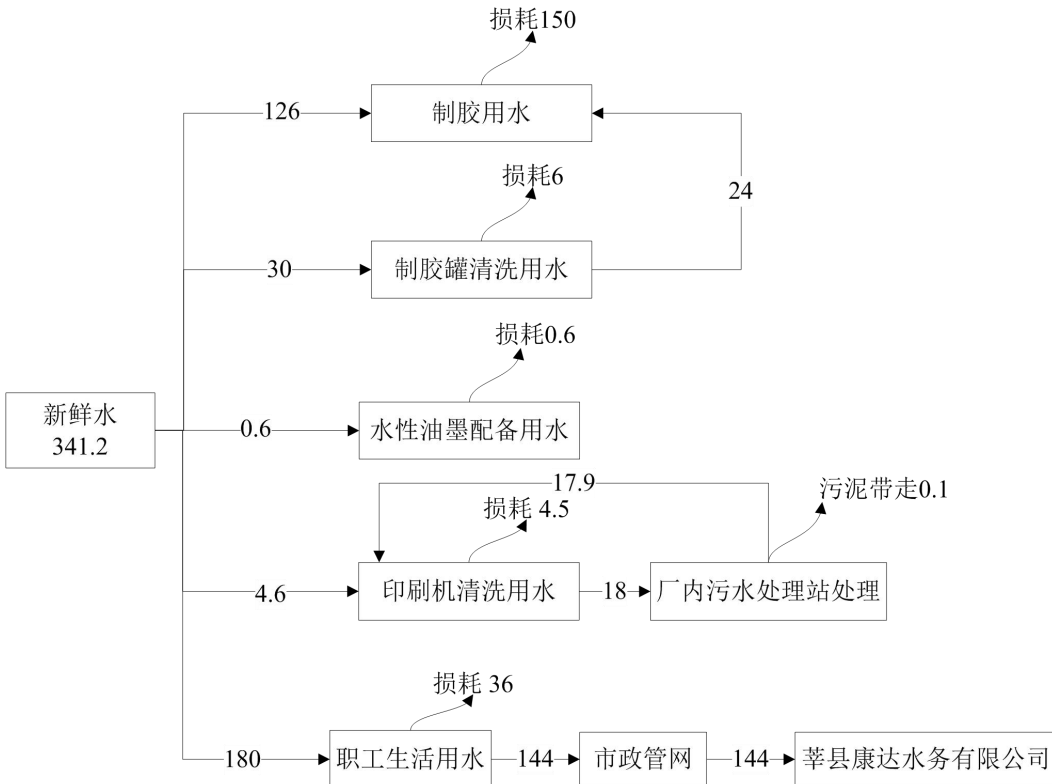 损耗150
126
制胶用水
损耗6
24
30
制胶罐清洗用水
损耗0.6
新鲜水
341.2
0.6
水性油墨配备用水
17.9
污泥带走0.1
损耗 4.5
4.6
印刷机清洗用水
18
厂内污水处理站处理
损耗 36
180
职工生活用水
144
市政管网
144
莘县康达水务有限公司